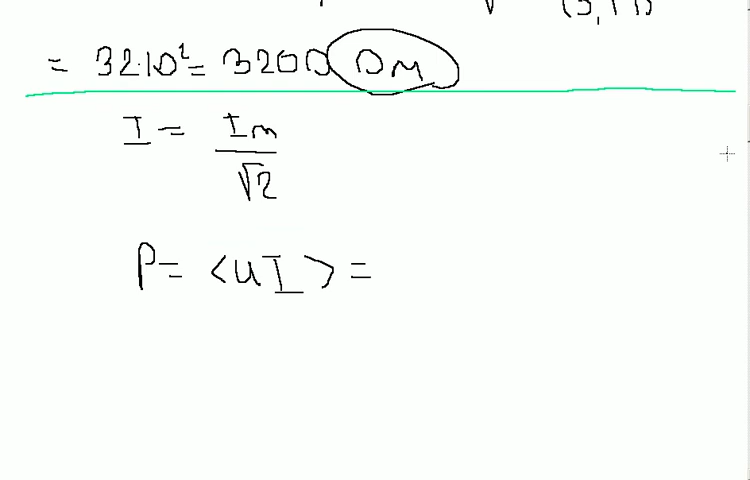 = 32·10² = 3200 Ом
I = Im/√2
P = <uI> =